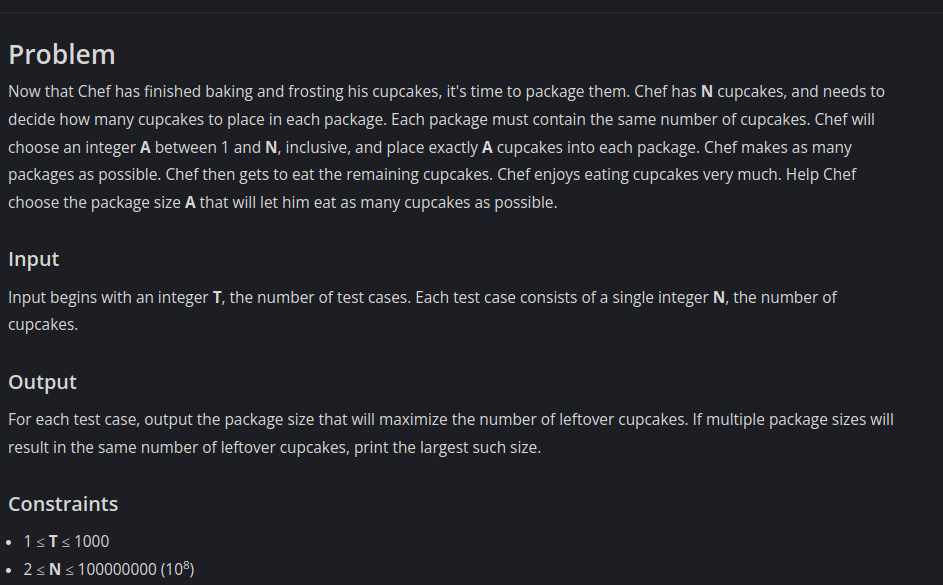 Problem
Now that Chef has finished baking and frosting his cupcakes, it's time to package them. Chef has N cupcakes, and needs to
decide how many cupcakes to place in each package. Each package must contain the same number of cupcakes. Chef will
choose an integer A between 1 and N, inclusive, and place exactly A cupcakes into each package. Chef makes as many
packages as possible. Chef then gets to eat the remaining cupcakes. Chef enjoys eating cupcakes very much. Help Chef
choose the package size A that will let him eat as many cupcakes as possible.
Input
Input begins with an integer T, the number of test cases. Each test case consists of a single integer N, the number of
cupcakes.
Output
For each test case, output the package size that will maximize the number of leftover cupcakes. If multiple package sizes will
result in the same number of leftover cupcakes, print the largest such size.
Constraints
• 1 ≤ T ≤ 1000
• 2 ≤ N ≤ 100000000 (10⁸)